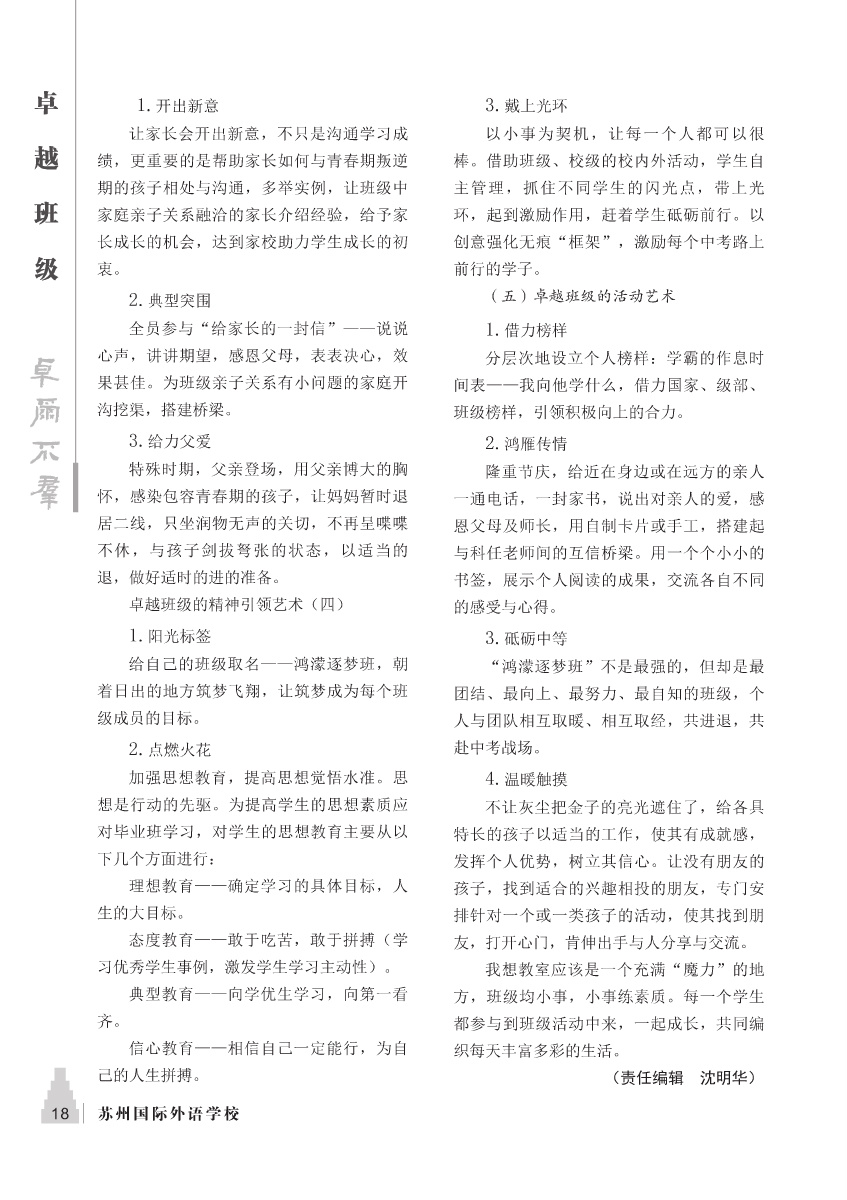 卓越班级
卓尔不群
1. 开出新意
让家长会开出新意，不只是沟通学习成
绩，更重要的是帮助家长如何与青春期叛逆
期的孩子相处与沟通，多举实例，让班级中
家庭亲子关系融洽的家长介绍经验，给予家
长成长的机会，达到家校助力学生成长的初
衷。
2. 典型突围
全员参与“给家长的一封信”——说说
心声，讲讲期望，感恩父母，表表决心，效
果甚佳。为班级亲子关系有小问题的家庭开
沟挖渠，搭建桥梁。
3. 给力父爱
特殊时期，父亲登场，用父亲博大的胸
怀，感染包容青春期的孩子，让妈妈暂时退
居二线，只坐润物无声的关切，不再呈喋喋
不休，与孩子剑拔弩张的状态，以适当的
退，做好适时的进的准备。
卓越班级的精神引领艺术（四）
1. 阳光标签
给自己的班级取名——鸿濛逐梦班，朝
着日出的地方筑梦飞翔，让筑梦成为每个班
级成员的目标。
2. 点燃火花
加强思想教育，提高思想觉悟水准。思
想是行动的先驱。为提高学生的思想素质应
对毕业班学习，对学生的思想教育主要从以
下几个方面进行：
理想教育——确定学习的具体目标，人
生的大目标。
态度教育——敢于吃苦，敢于拼搏（学
习优秀学生事例，激发学生学习主动性）。
典型教育——向学优生学习，向第一看
齐。
信心教育——相信自己一定能行，为自
己的人生拼搏。
3. 戴上光环
以小事为契机，让每一个人都可以很
棒。借助班级、校级的校内外活动，学生自
主管理，抓住不同学生的闪光点，带上光
环，起到激励作用，赶着学生砥砺前行。以
创意强化无痕“框架”，激励每个中考路上
前行的学子。
（五）卓越班级的活动艺术
1. 借力榜样
分层次地设立个人榜样：学霸的作息时
间表——我向他学什么，借力国家、级部、
班级榜样，引领积极向上的合力。
2. 鸿雁传情
隆重节庆，给近在身边或在远方的亲人
一通电话，一封家书，说出对亲人的爱，感
恩父母及师长，用自制卡片或手工，搭建起
与科任老师间的互信桥梁。用一个个小小的
书签，展示个人阅读的成果，交流各自不同
的感受与心得。
3. 砥砺中等
“鸿濛逐梦班”不是最强的，但却是最
团结、最向上、最努力、最自知的班级，个
人与团队相互取暖、相互取经，共进退，共
赴中考战场。
4. 温暖触摸
不让灰尘把金子的亮光遮住了，给各具
特长的孩子以适当的工作，使其有成就感，
发挥个人优势，树立其信心。让没有朋友的
孩子，找到适合的兴趣相投的朋友，专门安
排针对一个或一类孩子的活动，使其找到朋
友，打开心门，肯伸出手与人分享与交流。
我想教室应该是一个充满“魔力”的地
方，班级均小事，小事练素质。每一个学生
都参与到班级活动中来，一起成长，共同编
织每天丰富多彩的生活。
（责任编辑　沈明华）
18 苏州国际外语学校